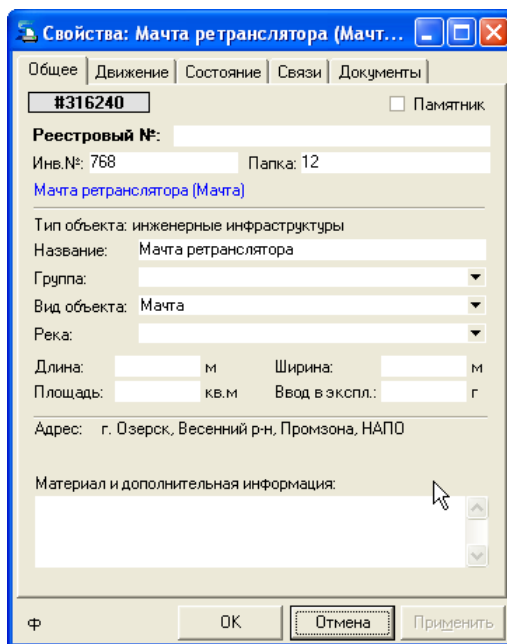 Свойства: Мачта ретранслятора (Мачт...
Общее Движение Состояние Связи Документы
#316240 Памятник
Реестровый №:
Инв.№: 768 Папка: 12
Мачта ретранслятора (Мачта)
Тип объекта: инженерные инфраструктуры
Название: Мачта ретранслятора
Группа:
Вид объекта: Мачта
Река:
Длина: м Ширина: м
Площадь: кв.м Ввод в экспл.: г
Адрес: г. Озерск, Весенний р-н, Промзона, НАПО
Материал и дополнительная информация:
ф OK Отмена Применить